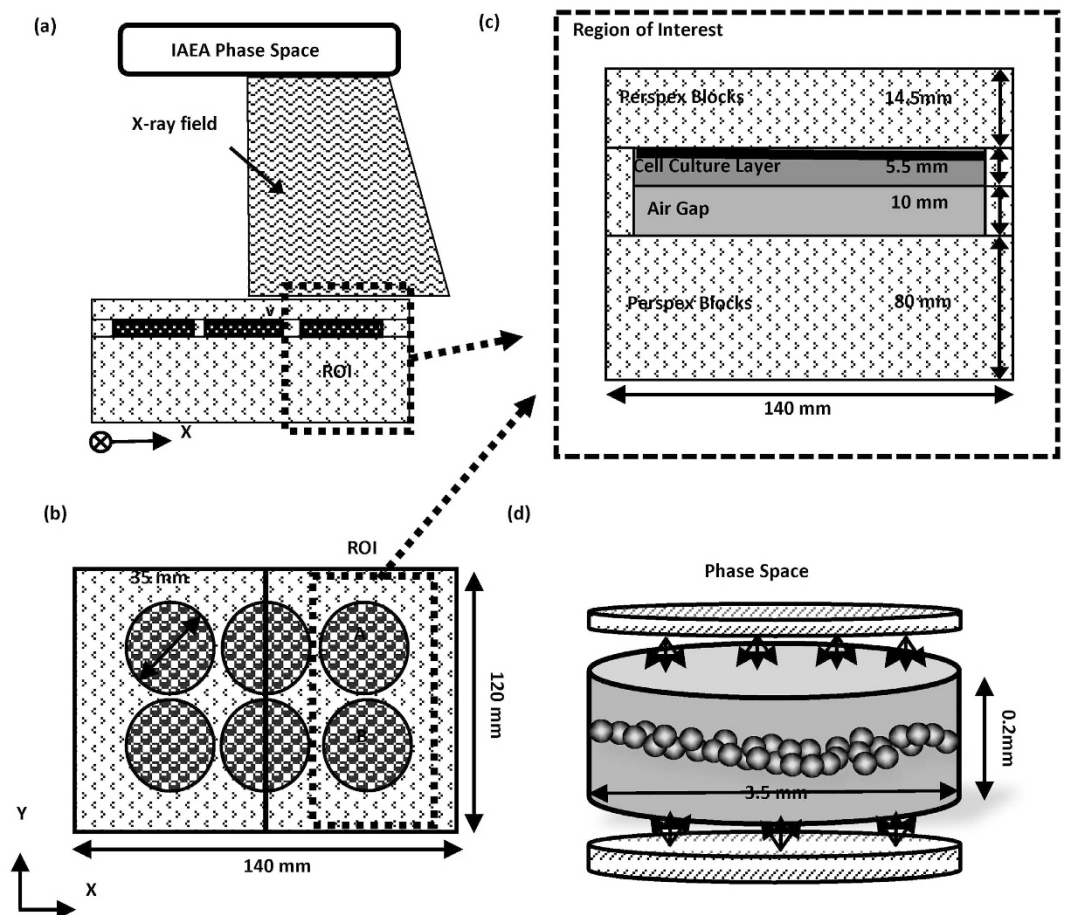 (a)
IAEA Phase Space
X-ray field
v
ROI
X
(c)
Region of Interest
Perspex Blocks 14.5mm
Cell Culture Layer 5.5 mm
Air Gap 10 mm
Perspex Blocks 80 mm
140 mm
(b)
ROI
35 mm
A
B
120 mm
140 mm
Y
X
(d)
Phase Space
0.2mm
3.5 mm